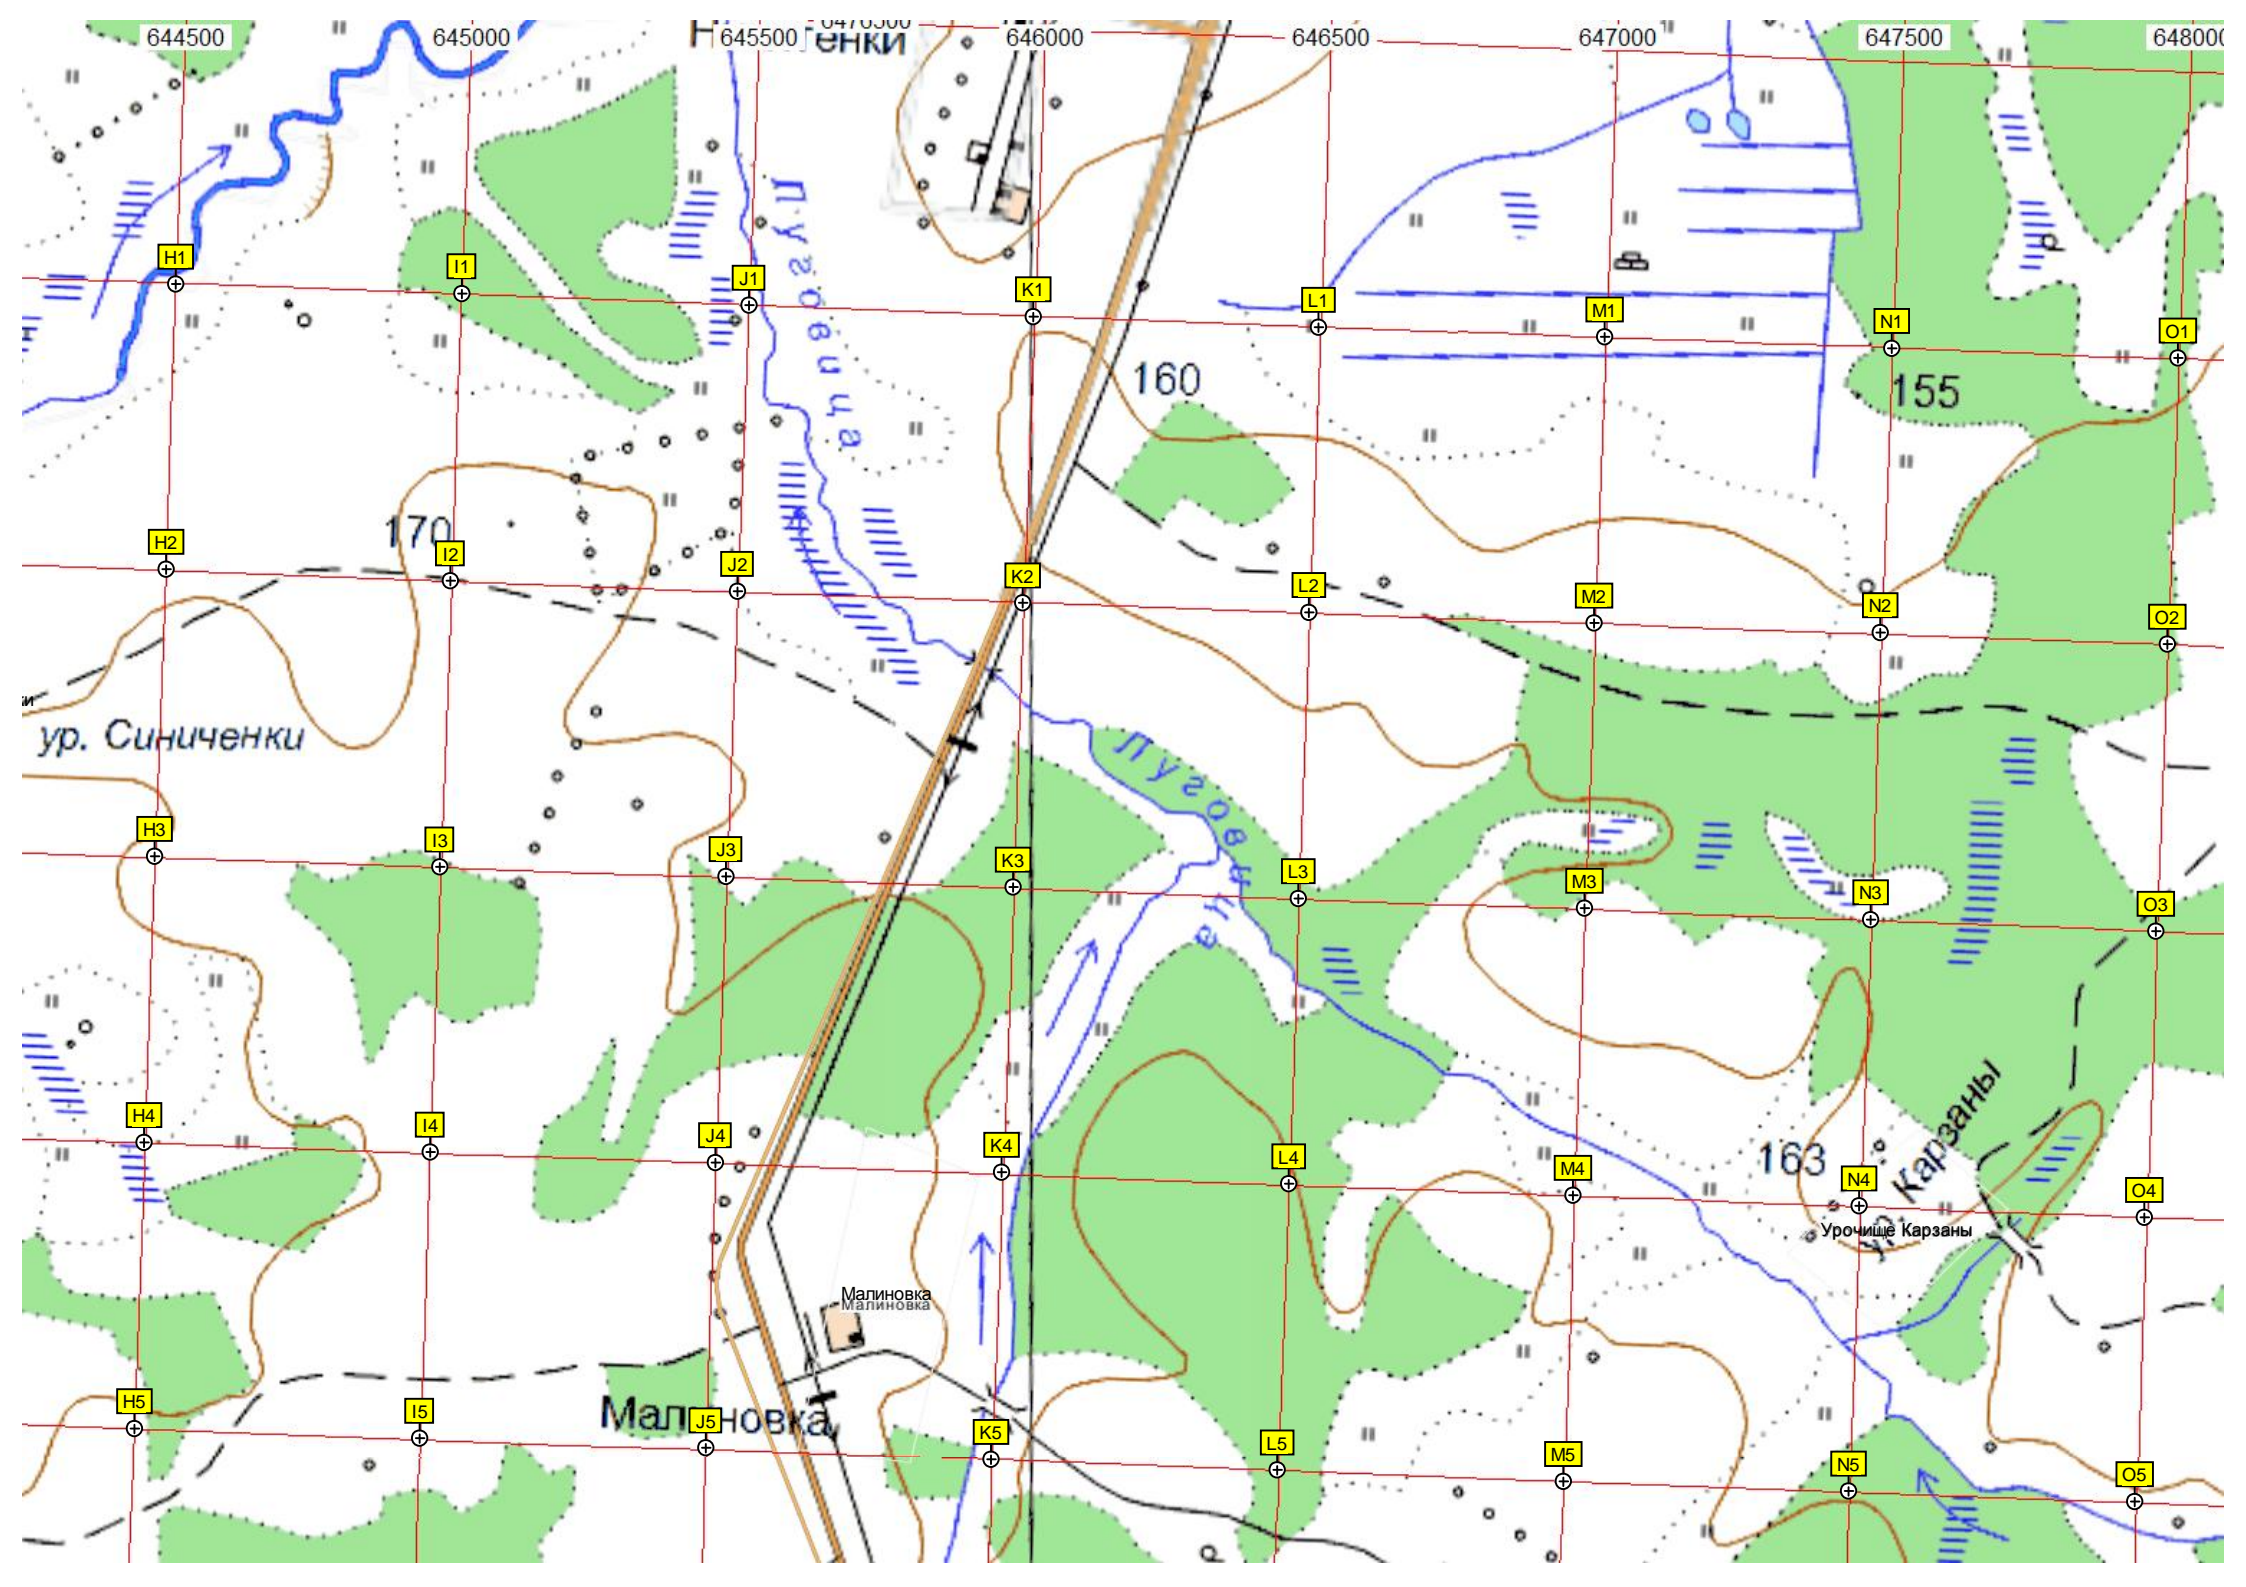 6476500
644500 645000 645500 646000 646500 647000 647500 648000
H1 I1 J1 K1 L1 M1 N1 O1
Луговица
160
155
170
H2 I2 J2 K2 L2 M2 N2 O2
ур. Синиченки
Луговица
H3 I3 J3 K3 L3 M3 N3 O3
H4 I4 J4 K4 L4 M4 N4 O4
163
ур. Карзаны
Урочище Карзаны
Малиновка
Малиновка
Малиновка
H5 I5 J5 K5 L5 M5 N5 O5